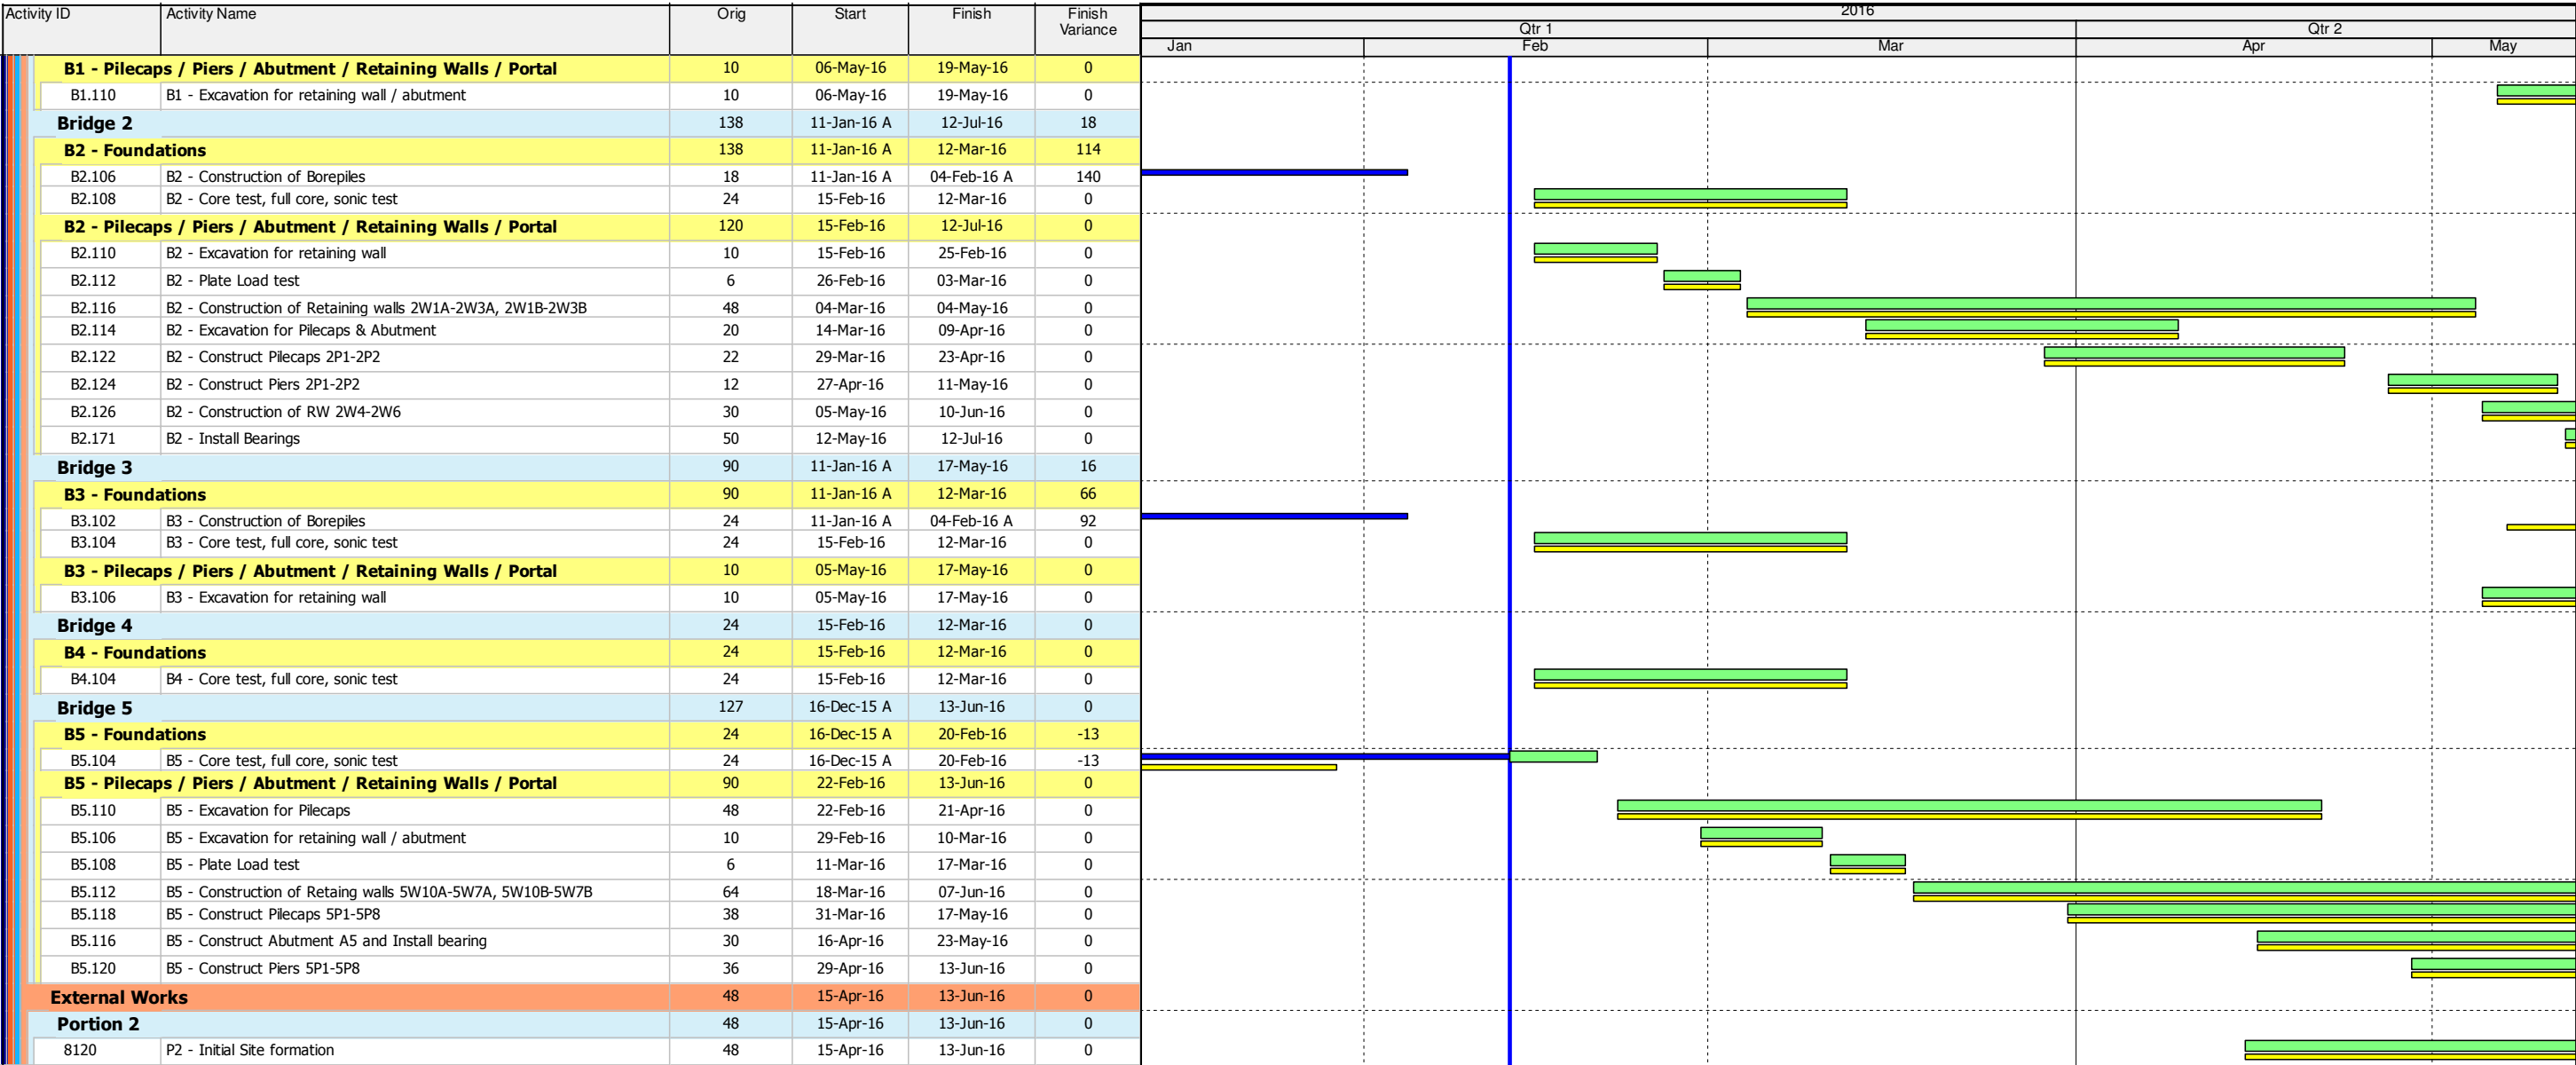 Activity ID Activity Name Orig Start Finish Finish Variance 2016
Qtr 1 Qtr 2
Jan Feb Mar Apr May
B1 - Pilecaps / Piers / Abutment / Retaining Walls / Portal 10 06-May-16 19-May-16 0
B1.110 B1 - Excavation for retaining wall / abutment 10 06-May-16 19-May-16 0
Bridge 2 138 11-Jan-16 A 12-Jul-16 18
B2 - Foundations 138 11-Jan-16 A 12-Mar-16 114
B2.106 B2 - Construction of Borepiles 18 11-Jan-16 A 04-Feb-16 A 140
B2.108 B2 - Core test, full core, sonic test 24 15-Feb-16 12-Mar-16 0
B2 - Pilecaps / Piers / Abutment / Retaining Walls / Portal 120 15-Feb-16 12-Jul-16 0
B2.110 B2 - Excavation for retaining wall 10 15-Feb-16 25-Feb-16 0
B2.112 B2 - Plate Load test 6 26-Feb-16 03-Mar-16 0
B2.116 B2 - Construction of Retaining walls 2W1A-2W3A, 2W1B-2W3B 48 04-Mar-16 04-May-16 0
B2.114 B2 - Excavation for Pilecaps & Abutment 20 14-Mar-16 09-Apr-16 0
B2.122 B2 - Construct Pilecaps 2P1-2P2 22 29-Mar-16 23-Apr-16 0
B2.124 B2 - Construct Piers 2P1-2P2 12 27-Apr-16 11-May-16 0
B2.126 B2 - Construction of RW 2W4-2W6 30 05-May-16 10-Jun-16 0
B2.171 B2 - Install Bearings 50 12-May-16 12-Jul-16 0
Bridge 3 90 11-Jan-16 A 17-May-16 16
B3 - Foundations 90 11-Jan-16 A 12-Mar-16 66
B3.102 B3 - Construction of Borepiles 24 11-Jan-16 A 04-Feb-16 A 92
B3.104 B3 - Core test, full core, sonic test 24 15-Feb-16 12-Mar-16 0
B3 - Pilecaps / Piers / Abutment / Retaining Walls / Portal 10 05-May-16 17-May-16 0
B3.106 B3 - Excavation for retaining wall 10 05-May-16 17-May-16 0
Bridge 4 24 15-Feb-16 12-Mar-16 0
B4 - Foundations 24 15-Feb-16 12-Mar-16 0
B4.104 B4 - Core test, full core, sonic test 24 15-Feb-16 12-Mar-16 0
Bridge 5 127 16-Dec-15 A 13-Jun-16 0
B5 - Foundations 24 16-Dec-15 A 20-Feb-16 -13
B5.104 B5 - Core test, full core, sonic test 24 16-Dec-15 A 20-Feb-16 -13
B5 - Pilecaps / Piers / Abutment / Retaining Walls / Portal 90 22-Feb-16 13-Jun-16 0
B5.110 B5 - Excavation for Pilecaps 48 22-Feb-16 21-Apr-16 0
B5.106 B5 - Excavation for retaining wall / abutment 10 29-Feb-16 10-Mar-16 0
B5.108 B5 - Plate Load test 6 11-Mar-16 17-Mar-16 0
B5.112 B5 - Construction of Retaing walls 5W10A-5W7A, 5W10B-5W7B 64 18-Mar-16 07-Jun-16 0
B5.118 B5 - Construct Pilecaps 5P1-5P8 38 31-Mar-16 17-May-16 0
B5.116 B5 - Construct Abutment A5 and Install bearing 30 16-Apr-16 23-May-16 0
B5.120 B5 - Construct Piers 5P1-5P8 36 29-Apr-16 13-Jun-16 0
External Works 48 15-Apr-16 13-Jun-16 0
Portion 2 48 15-Apr-16 13-Jun-16 0
8120 P2 - Initial Site formation 48 15-Apr-16 13-Jun-16 0